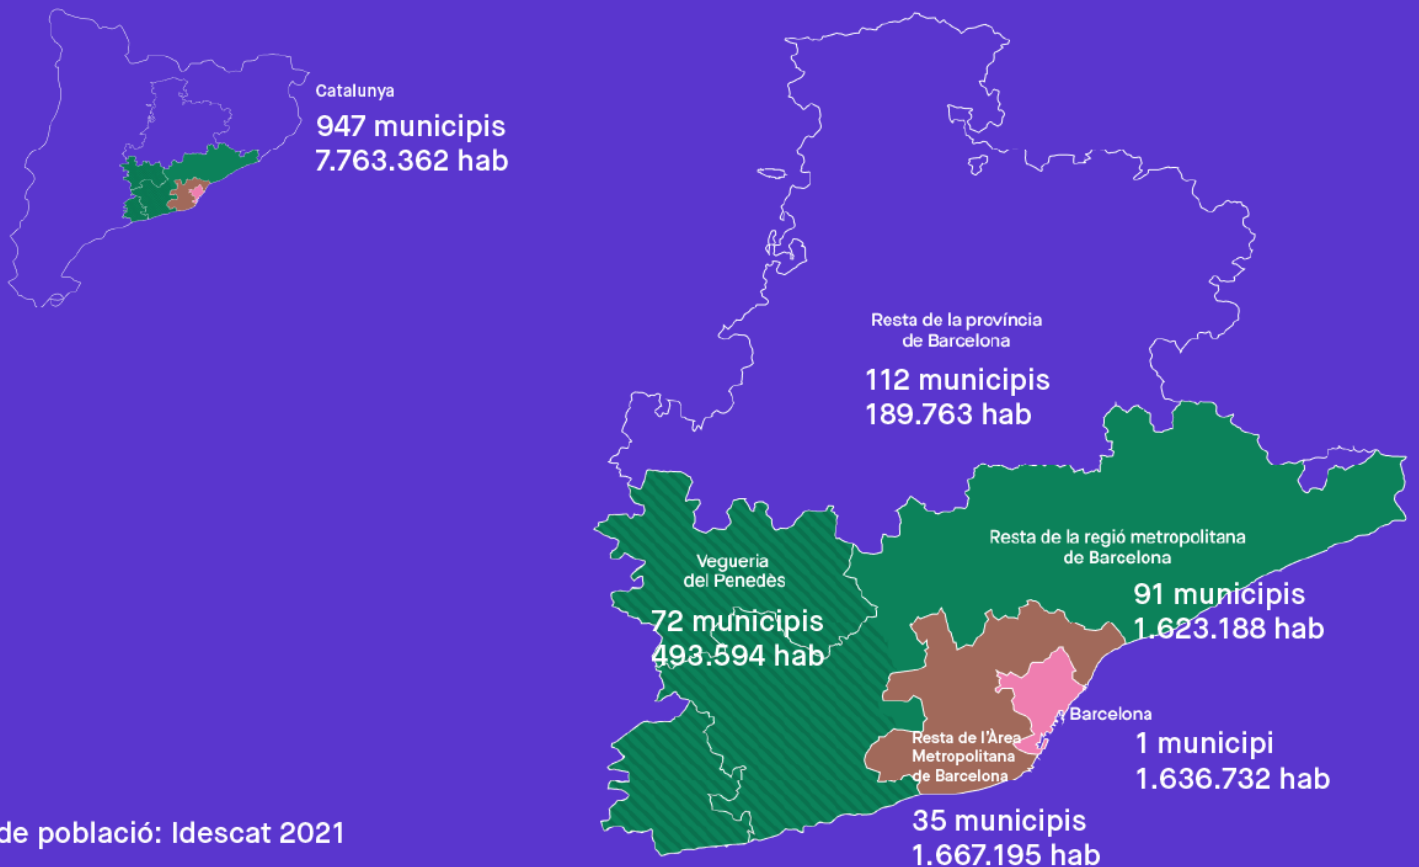 Catalunya
947 municipis
7.763.362 hab
Resta de la província
de Barcelona
112 municipis
189.763 hab
Resta de la regió metropolitana
de Barcelona
91 municipis
1.623.188 hab
Vegueria
del Penedès
72 municipis
493.594 hab
Barcelona
1 municipi
1.636.732 hab
Resta de l'Àrea
Metropolitana
de Barcelona
35 municipis
1.667.195 hab
de població: Idescat 2021